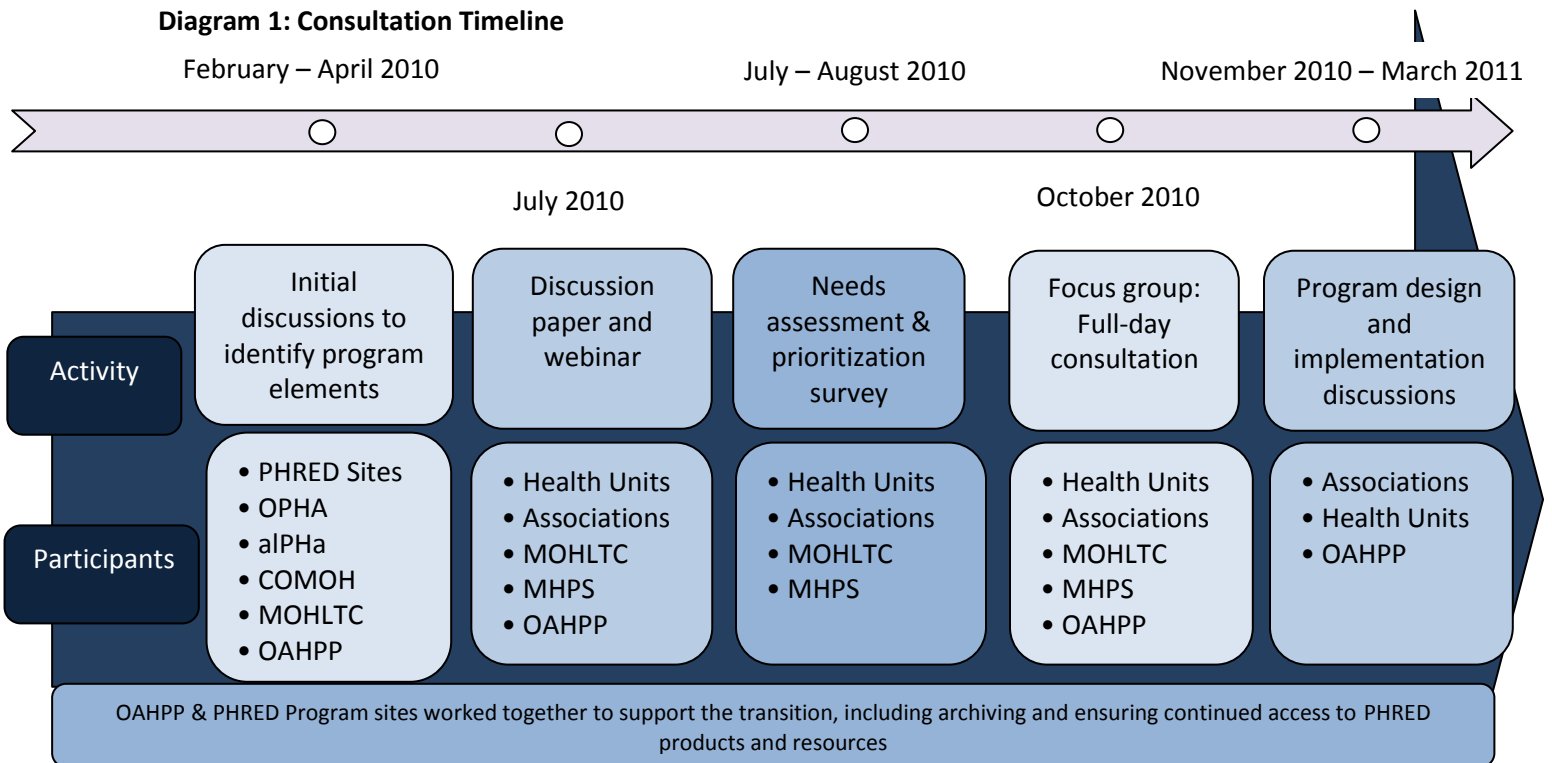 Diagram 1: Consultation Timeline
February – April 2010
July – August 2010
November 2010 – March 2011
July 2010
October 2010
Activity
Initial
discussions to
identify program
elements
Discussion
paper and
webinar
Needs
assessment &
prioritization
survey
Focus group:
Full-day
consultation
Program design
and
implementation
discussions
Participants
• PHRED Sites
• OPHA
• alPHa
• COMOH
• MOHLTC
• OAHPP
• Health Units
• Associations
• MOHLTC
• MHPS
• OAHPP
• Health Units
• Associations
• MOHLTC
• MHPS
• Health Units
• Associations
• MOHLTC
• MHPS
• OAHPP
• Associations
• Health Units
• OAHPP
OAHPP & PHRED Program sites worked together to support the transition, including archiving and ensuring continued access to PHRED
products and resources